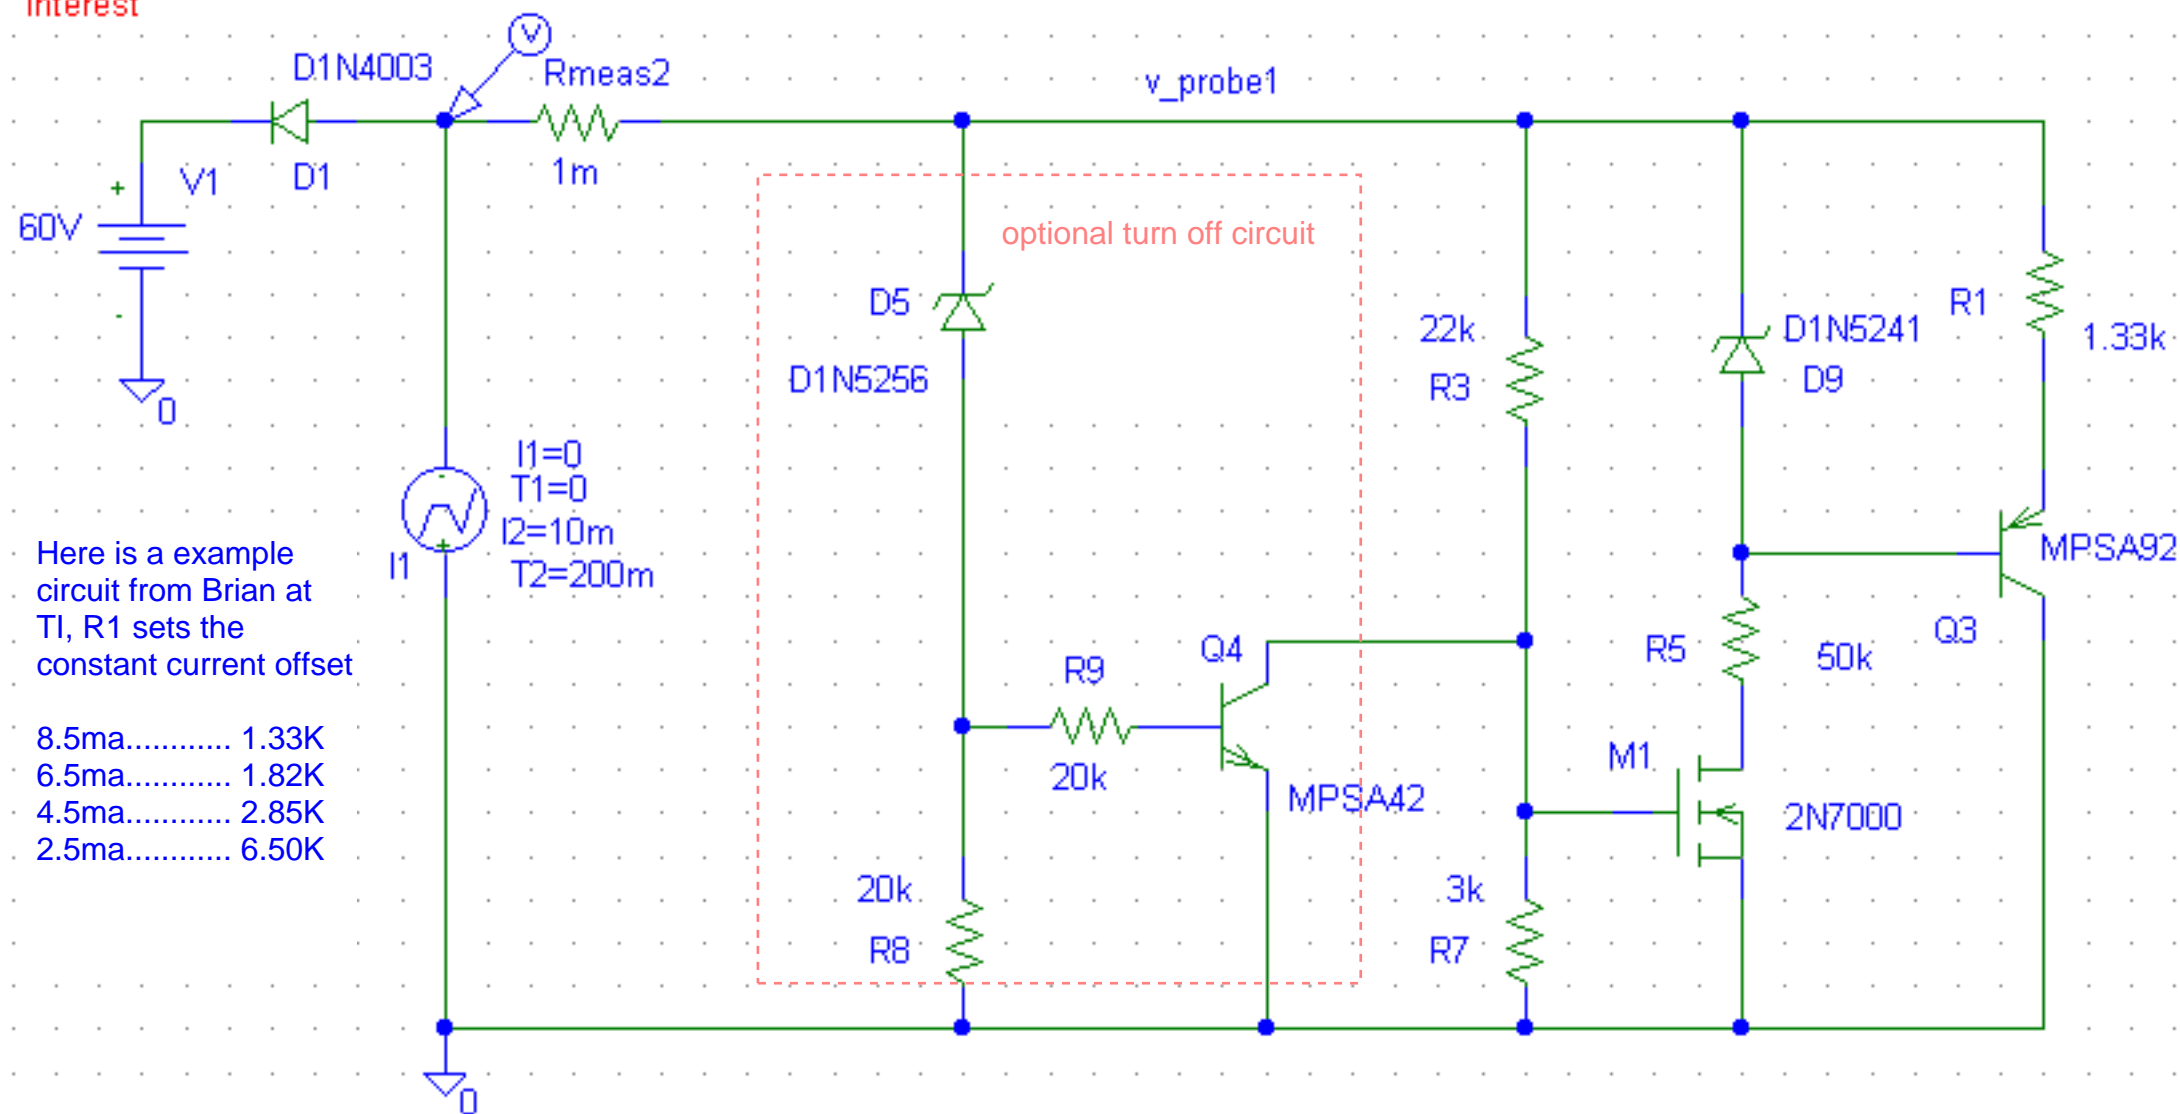 interest
D1N4003
V
Rmeas2
v_probe1
V1
D1
1m
60V
optional turn off circuit
D5
D1N5256
22k
R3
D1N5241
D9
R1
1.33k
0
I1=0
T1=0
I2=10m
T2=200m
I1
Here is a example
circuit from Brian at
TI, R1 sets the
constant current offset
8.5ma............ 1.33K
6.5ma............ 1.82K
4.5ma............ 2.85K
2.5ma............ 6.50K
MPSA92
Q3
R5
50k
Q4
R9
20k
MPSA42
M1
2N7000
20k
R8
3k
R7
0